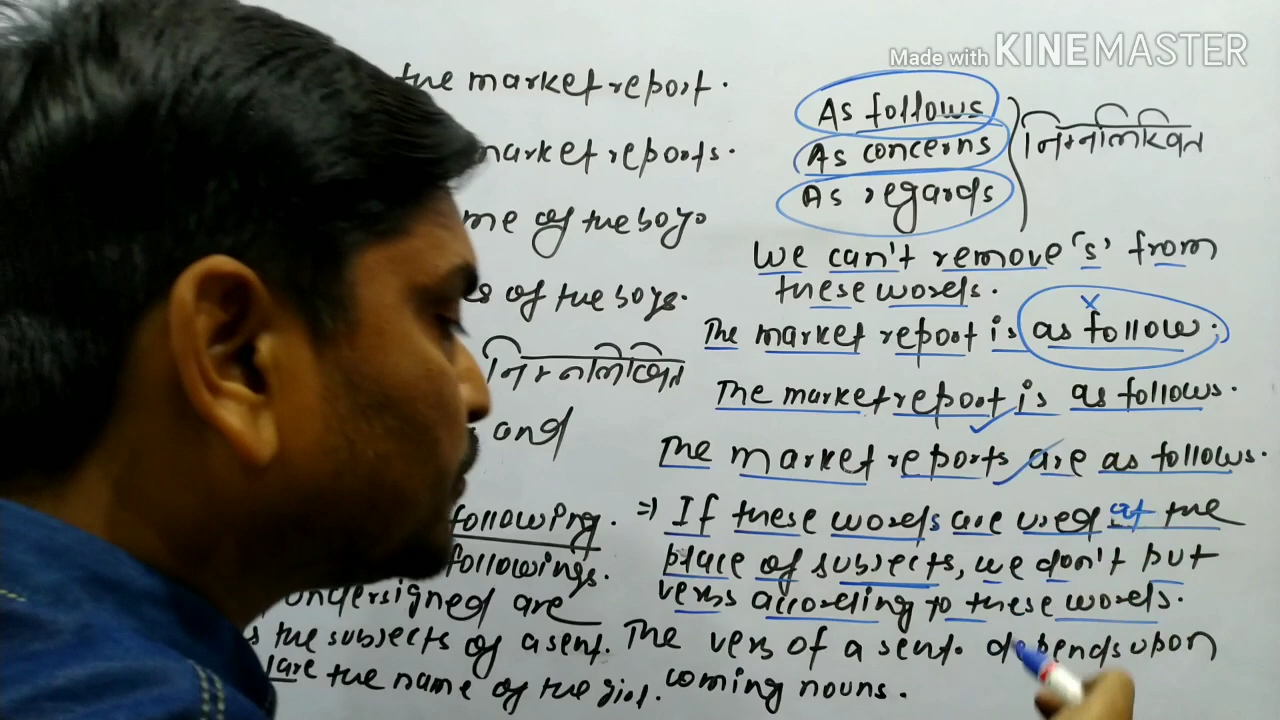 Made with KINEMASTER
the market report.
market reports.
me of the boys
es of the boys.
निम्नलिखित
and
following.
followings.
undersigned are
s the subjects of a sent.
are the name of the girl.
As follows
As concerns
As regards
निम्नलिखित
We can't remove 's' from
these words.
The market report is as follow.
×
The market report is as follows.
The market reports are as follows.
⇒ If these words are used at the
place of subjects, we don't put
verbs according to these words.
The verb of a sent. depends upon
coming nouns.